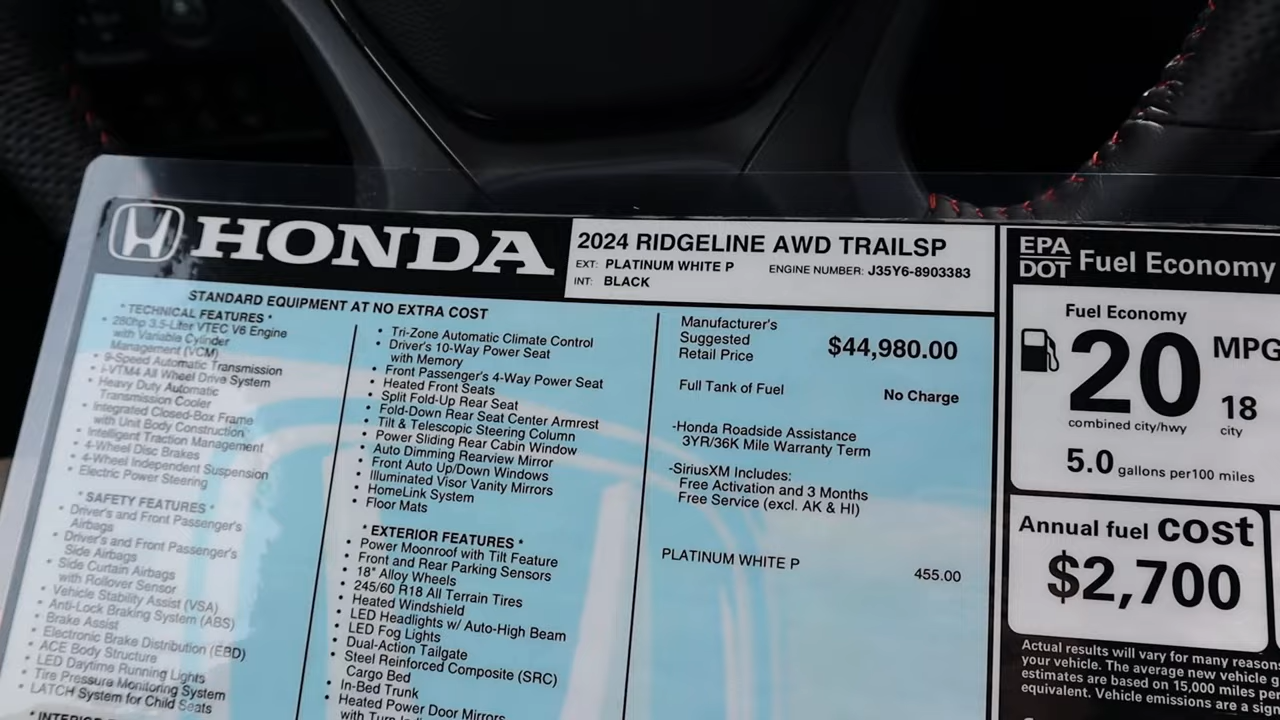 HONDA
2024 RIDGELINE AWD TRAILSP
EXT: PLATINUM WHITE P ENGINE NUMBER: J35Y6-8903383
INT: BLACK
STANDARD EQUIPMENT AT NO EXTRA COST
* TECHNICAL FEATURES *
• 280hp 3.5-Liter VTEC V6 Engine
with Variable Cylinder
Management (VCM)
• 9-Speed Automatic Transmission
• i-VTM4 All Wheel Drive System
• Heavy Duty Automatic
Transmission Cooler
• Integrated Closed-Box Frame
with Unit Body Construction
• Intelligent Traction Management
• 4-Wheel Disc Brakes
• 4-Wheel Independent Suspension
• Electric Power Steering
* SAFETY FEATURES *
• Driver's and Front Passenger's
Airbags
• Driver's and Front Passenger's
Side Airbags
• Side Curtain Airbags
with Rollover Sensor
• Vehicle Stability Assist (VSA)
• Anti-Lock Braking System (ABS)
• Brake Assist
• Electronic Brake Distribution (EBD)
• ACE Body Structure
• LED Daytime Running Lights
• Tire Pressure Monitoring System
• LATCH System for Child Seats
• Tri-Zone Automatic Climate Control
• Driver's 10-Way Power Seat
with Memory
• Front Passenger's 4-Way Power Seat
• Heated Front Seats
• Split Fold-Up Rear Seat
• Fold-Down Rear Seat Center Armrest
• Tilt & Telescopic Steering Column
• Power Sliding Rear Cabin Window
• Auto Dimming Rearview Mirror
• Front Auto Up/Down Windows
• Illuminated Visor Vanity Mirrors
• HomeLink System
• Floor Mats
* EXTERIOR FEATURES *
• Power Moonroof with Tilt Feature
• Front and Rear Parking Sensors
• 18" Alloy Wheels
• 245/60 R18 All Terrain Tires
• Heated Windshield
• LED Headlights w/ Auto-High Beam
• LED Fog Lights
• Dual-Action Tailgate
• Steel Reinforced Composite (SRC)
Cargo Bed
• In-Bed Trunk
• Heated Power Door Mirrors
with
Manufacturer's
Suggested
Retail Price $44,980.00
Full Tank of Fuel No Charge
-Honda Roadside Assistance
3YR/36K Mile Warranty Term
-SiriusXM Includes:
Free Activation and 3 Months
Free Service (excl. AK & HI)
PLATINUM WHITE P 455.00
EPA
DOT Fuel Economy
Fuel Economy
20 MPG
combined city/hwy
18
city
5.0 gallons per 100 miles
Annual fuel cost
$2,700
Actual results will vary for many reasons
your vehicle. The average new vehicle g
estimates are based on 15,000 miles per
equivalent. Vehicle emissions are a sign